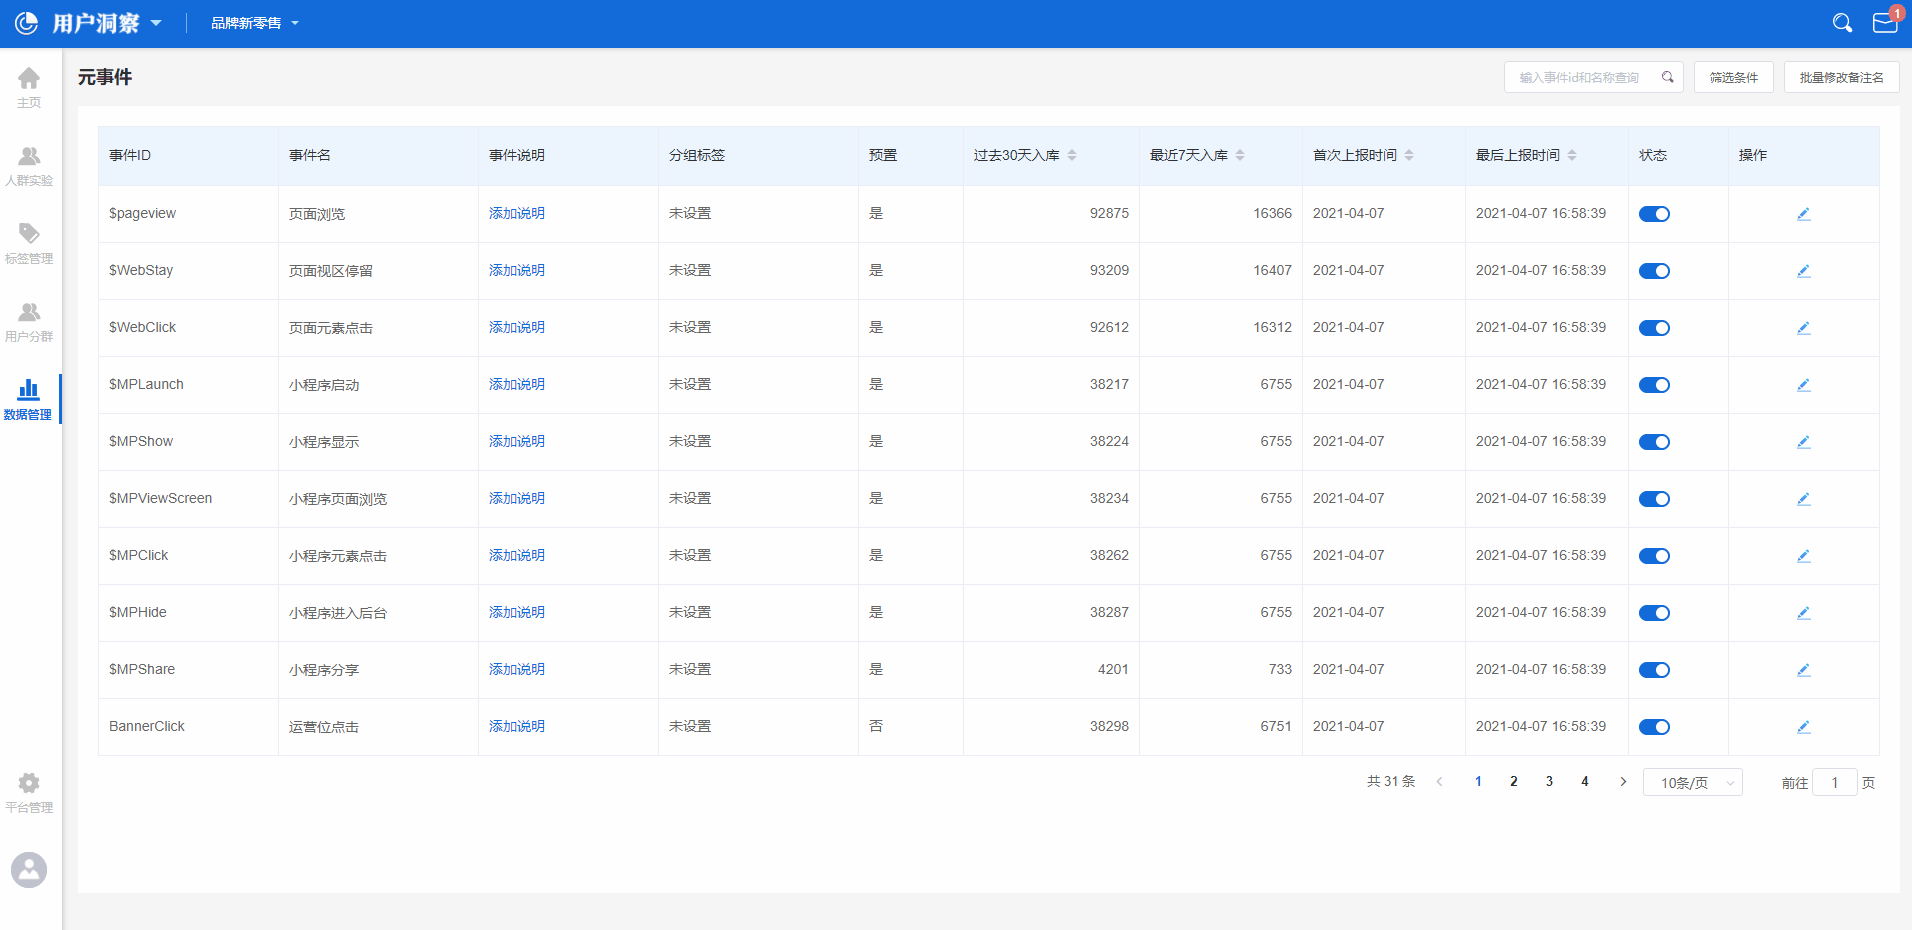 用户洞察 品牌新零售 1
元事件 输入事件id和名称查询 筛选条件 批量修改备注名
主页
人群实验
标签管理
用户分群
数据管理
平台管理
事件ID 事件名 事件说明 分组标签 预置 过去30天入库 最近7天入库 首次上报时间 最后上报时间 状态 操作
$pageview 页面浏览 添加说明 未设置 是 92875 16366 2021-04-07 2021-04-07 16:58:39
$WebStay 页面视区停留 添加说明 未设置 是 93209 16407 2021-04-07 2021-04-07 16:58:39
$WebClick 页面元素点击 添加说明 未设置 是 92612 16312 2021-04-07 2021-04-07 16:58:39
$MPLaunch 小程序启动 添加说明 未设置 是 38217 6755 2021-04-07 2021-04-07 16:58:39
$MPShow 小程序显示 添加说明 未设置 是 38224 6755 2021-04-07 2021-04-07 16:58:39
$MPViewScreen 小程序页面浏览 添加说明 未设置 是 38234 6755 2021-04-07 2021-04-07 16:58:39
$MPClick 小程序元素点击 添加说明 未设置 是 38262 6755 2021-04-07 2021-04-07 16:58:39
$MPHide 小程序进入后台 添加说明 未设置 是 38287 6755 2021-04-07 2021-04-07 16:58:39
$MPShare 小程序分享 添加说明 未设置 是 4201 733 2021-04-07 2021-04-07 16:58:39
BannerClick 运营位点击 添加说明 未设置 否 38298 6751 2021-04-07 2021-04-07 16:58:39
共 31 条 1 2 3 4 10条/页 前往 1 页